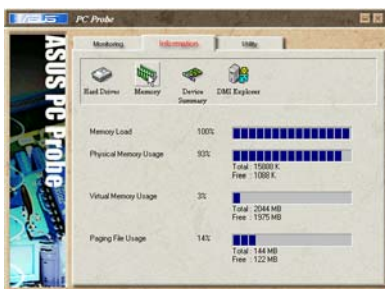 ASUS PC Probe
Monitoring Information Utility
Hard Drives Memory Device Summary DMI Explorer
ASUS PC Probe
Memory Load 100%
Physical Memory Usage 93%
Total : 15000 K
Free : 1088 K
Virtual Memory Usage 3%
Total : 2044 MB
Free : 1975 MB
Paging File Usage 14%
Total : 144 MB
Free : 122 MB